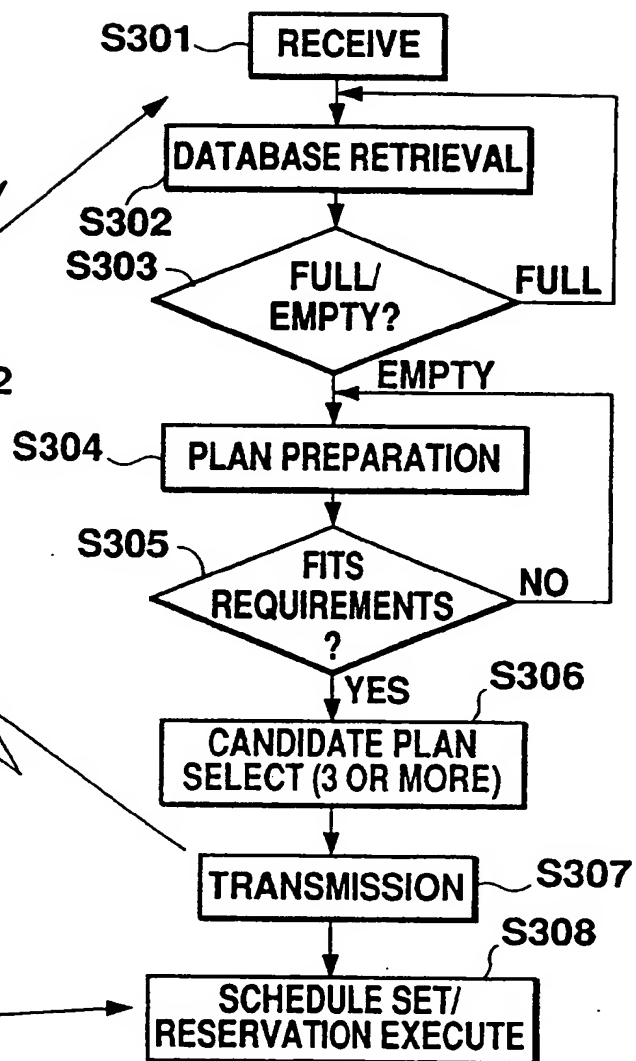 S301
RECEIVE
DATABASE RETRIEVAL
S302
S303
FULL/
EMPTY?
FULL
2
EMPTY
S304
PLAN PREPARATION
S305
FITS
REQUIREMENTS
?
NO
YES
S306
CANDIDATE PLAN
SELECT (3 OR MORE)
TRANSMISSION
S307
S308
SCHEDULE SET/
RESERVATION EXECUTE